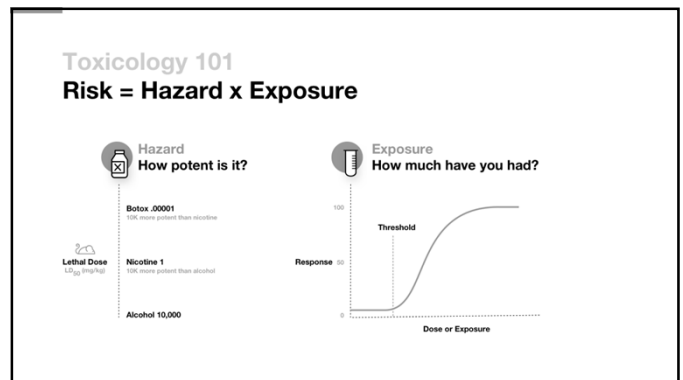 Toxicology 101
Risk = Hazard x Exposure
Hazard
How potent is it?
Botox .00001
10K more potent than nicotine
Lethal Dose
LD50 (mg/kg)
Nicotine 1
10K more potent than alcohol
Alcohol 10,000
Exposure
How much have you had?
100
Threshold
Response 50
0
Dose or Exposure